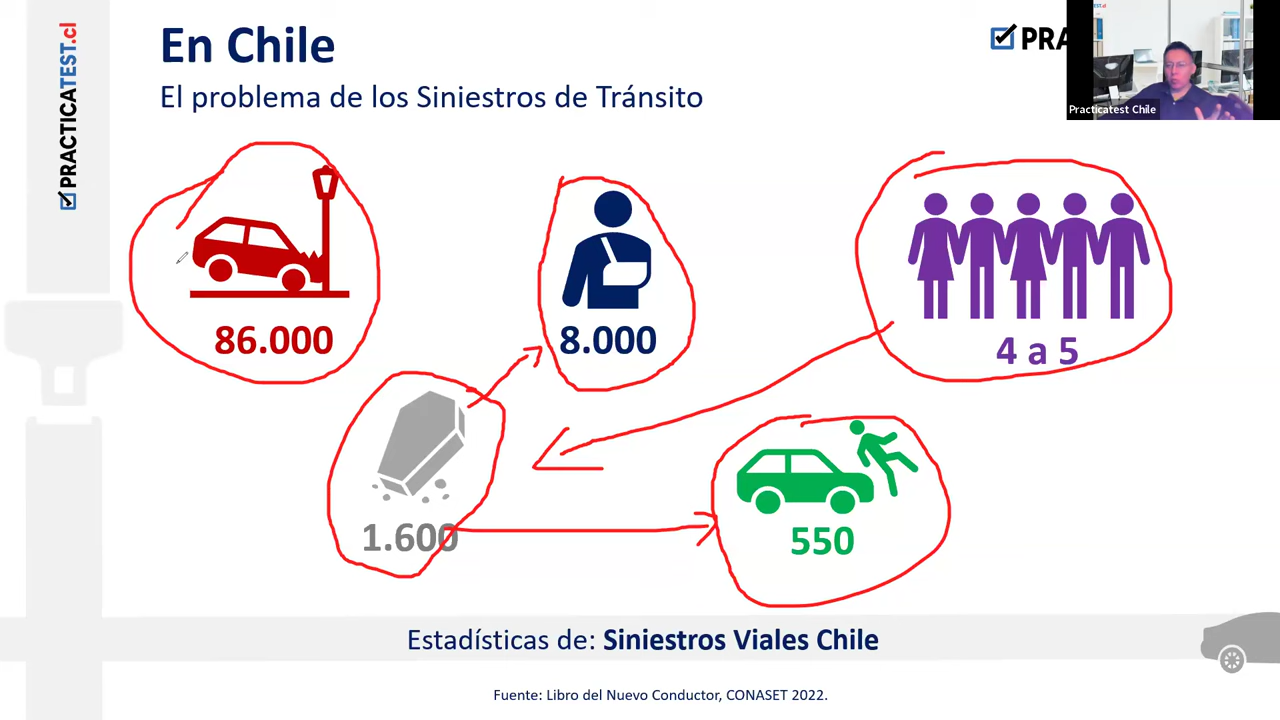 PRACTICATEST.cl
En Chile
El problema de los Siniestros de Tránsito
PRA
Practicatest Chile
86.000
8.000
4 a 5
1.600
550
Estadísticas de: Siniestros Viales Chile
Fuente: Libro del Nuevo Conductor, CONASET 2022.